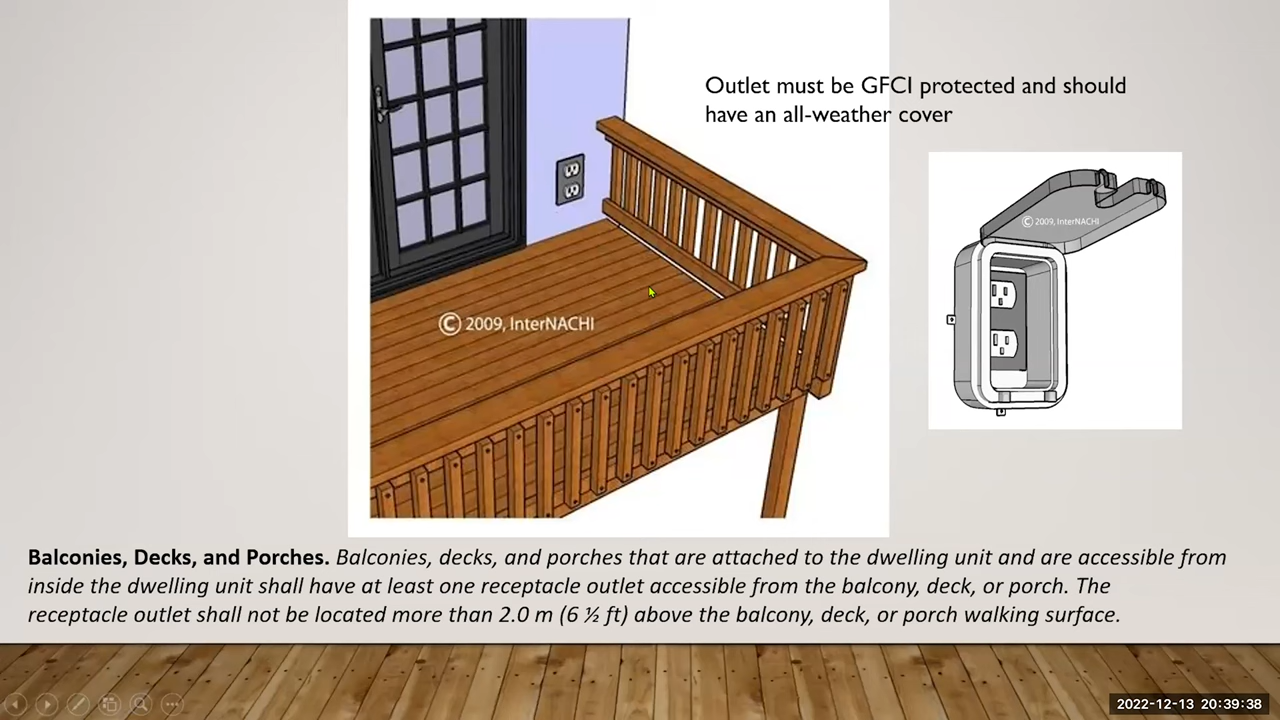 Outlet must be GFCI protected and should
have an all-weather cover
© 2009, InterNACHI
© 2009, InterNACHI
Balconies, Decks, and Porches. Balconies, decks, and porches that are attached to the dwelling unit and are accessible from
inside the dwelling unit shall have at least one receptacle outlet accessible from the balcony, deck, or porch. The
receptacle outlet shall not be located more than 2.0 m (6 ½ ft) above the balcony, deck, or porch walking surface.
2022-12-13 20:39:38